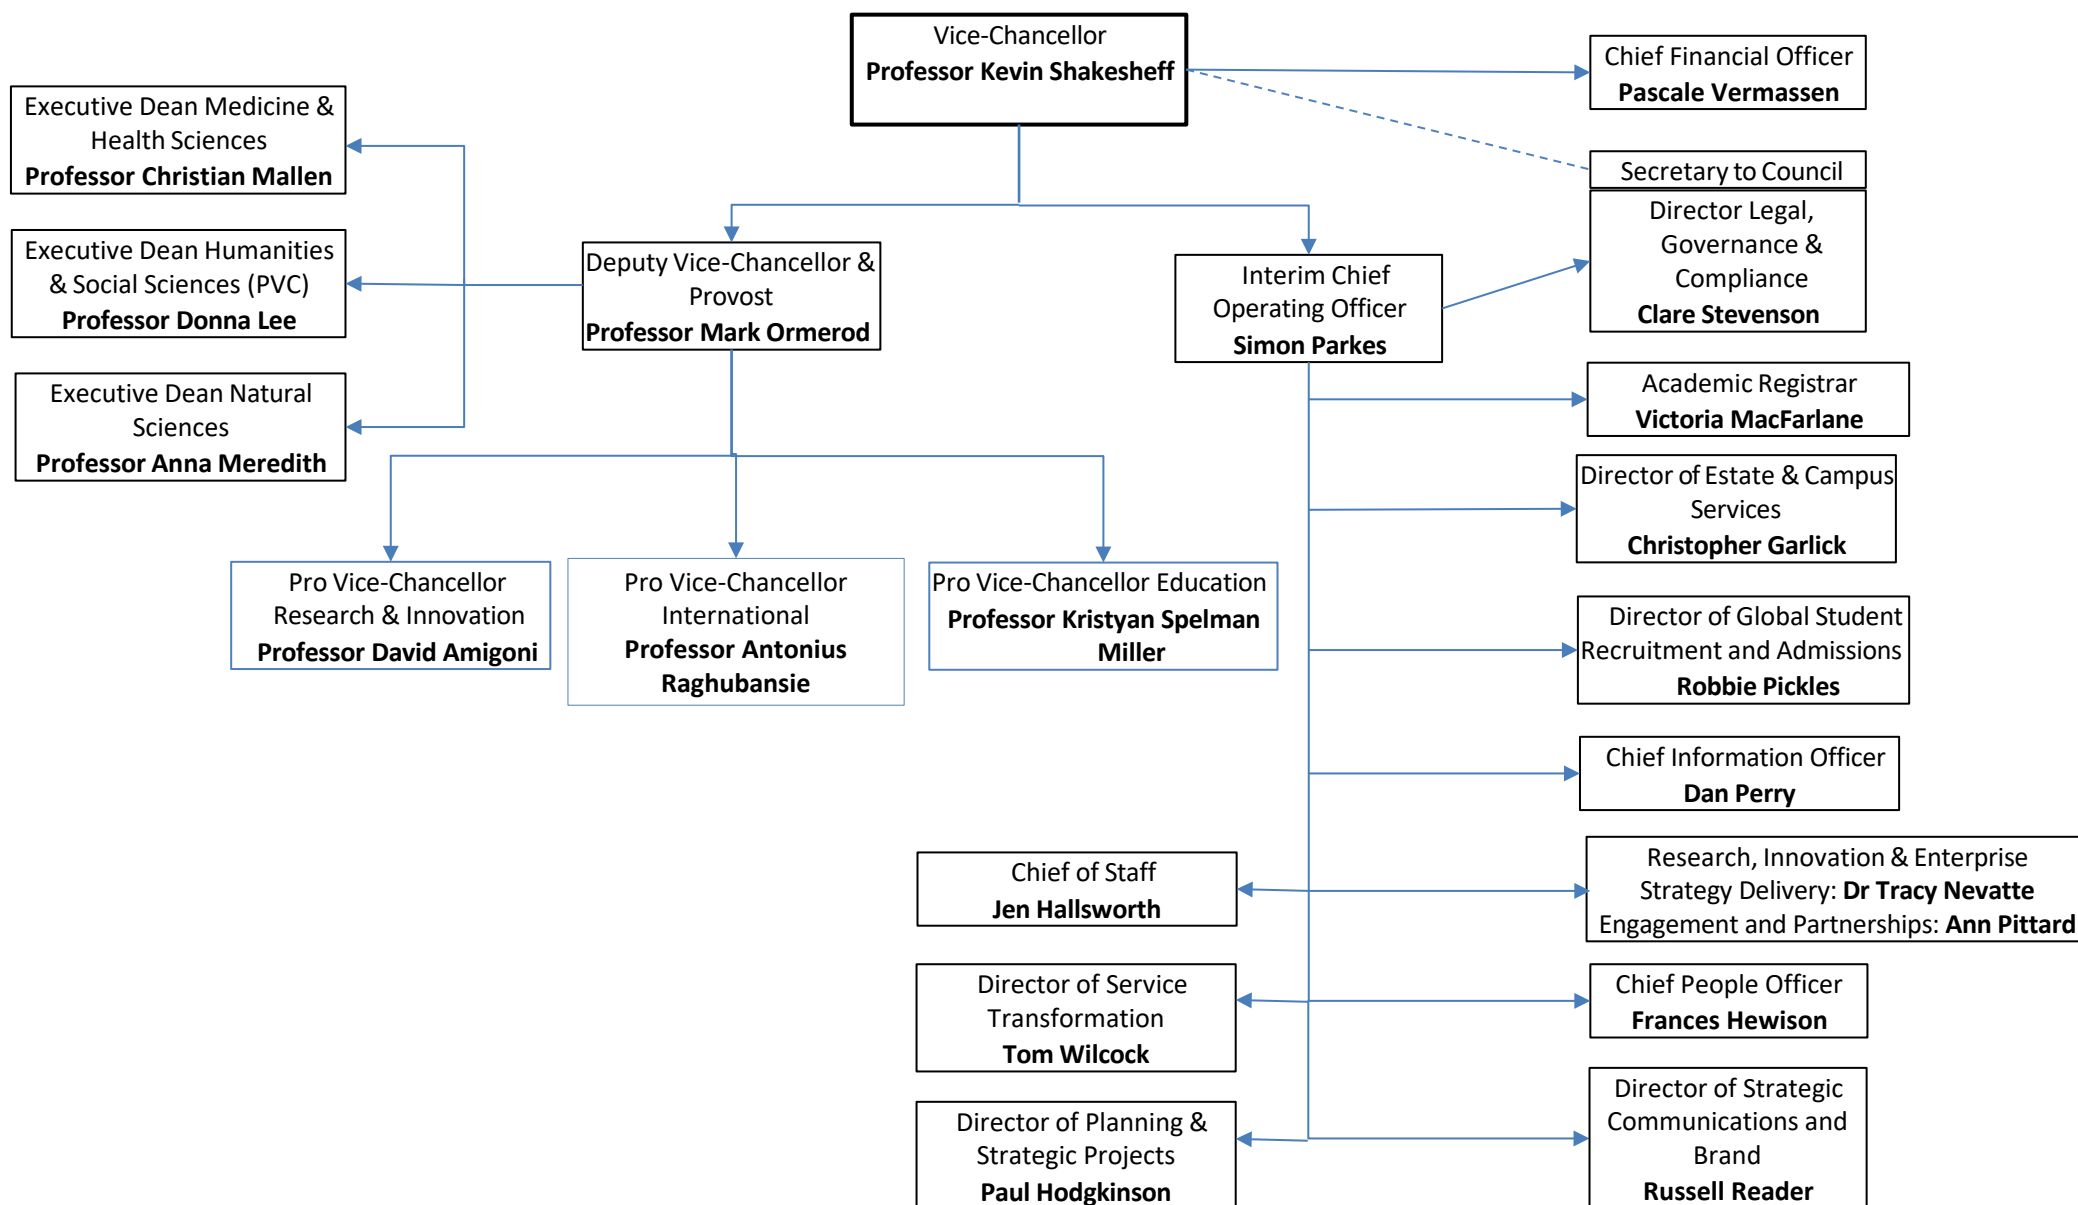 Vice-Chancellor
Professor Kevin Shakesheff
Chief Financial Officer
Pascale Vermassen
Executive Dean Medicine &
Health Sciences
Professor Christian Mallen
Secretary to Council
Director Legal,
Governance &
Compliance
Clare Stevenson
Executive Dean Humanities
& Social Sciences (PVC)
Professor Donna Lee
Deputy Vice-Chancellor &
Provost
Professor Mark Ormerod
Interim Chief
Operating Officer
Simon Parkes
Executive Dean Natural
Sciences
Professor Anna Meredith
Academic Registrar
Victoria MacFarlane
Director of Estate & Campus
Services
Christopher Garlick
Pro Vice-Chancellor
Research & Innovation
Professor David Amigoni
Pro Vice-Chancellor
International
Professor Antonius
Raghubansie
Pro Vice-Chancellor Education
Professor Kristyan Spelman
Miller
Director of Global Student
Recruitment and Admissions
Robbie Pickles
Chief Information Officer
Dan Perry
Chief of Staff
Jen Hallsworth
Research, Innovation & Enterprise
Strategy Delivery: Dr Tracy Nevatte
Engagement and Partnerships: Ann Pittard
Director of Service
Transformation
Tom Wilcock
Chief People Officer
Frances Hewison
Director of Planning &
Strategic Projects
Paul Hodgkinson
Director of Strategic
Communications and
Brand
Russell Reader